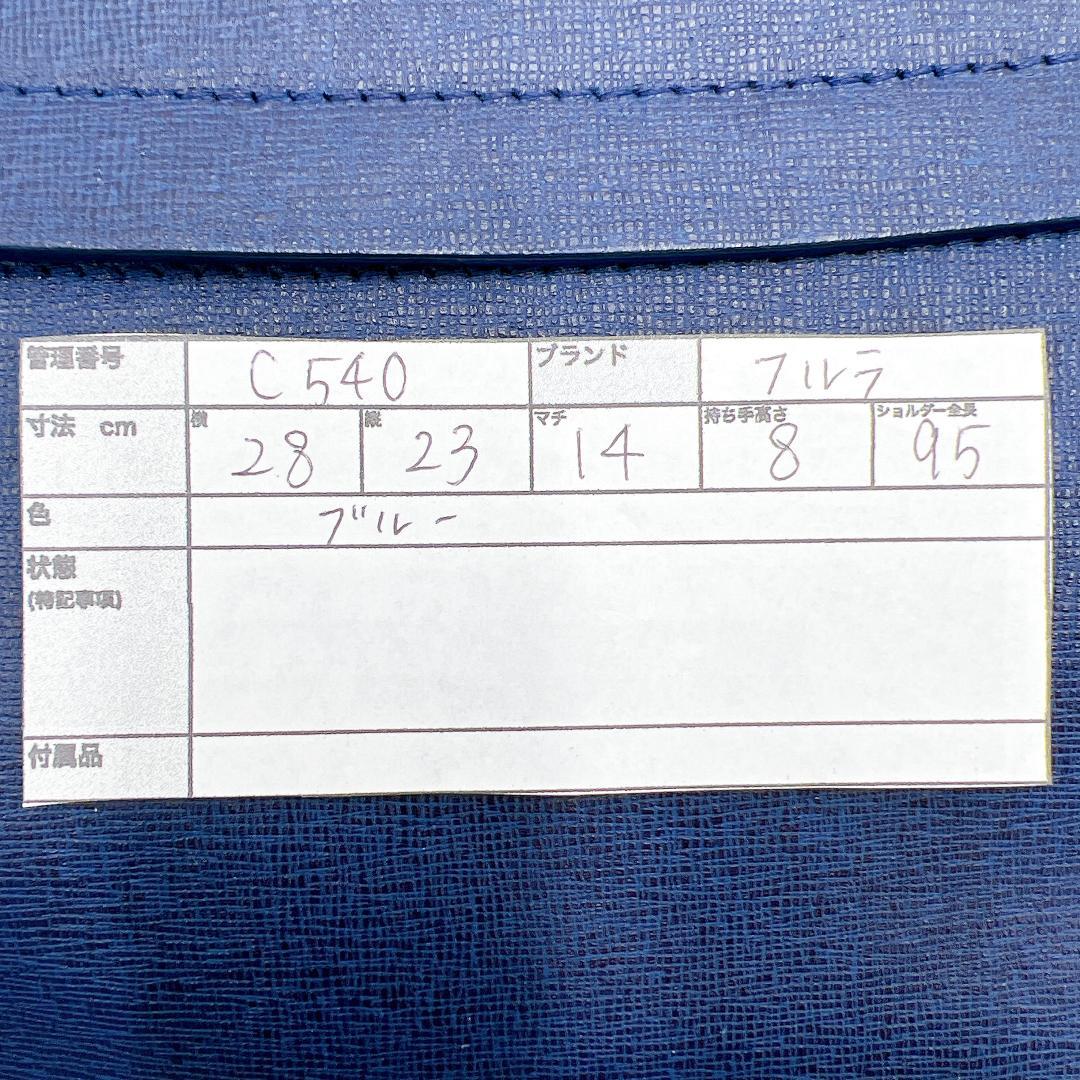 管理番号 C540 ブランド フルラ
寸法 cm 横 28 縦 23 マチ 14 持ち手高さ 8 ショルダー全長 95
色 ブルー
状態
(特記事項)
付属品